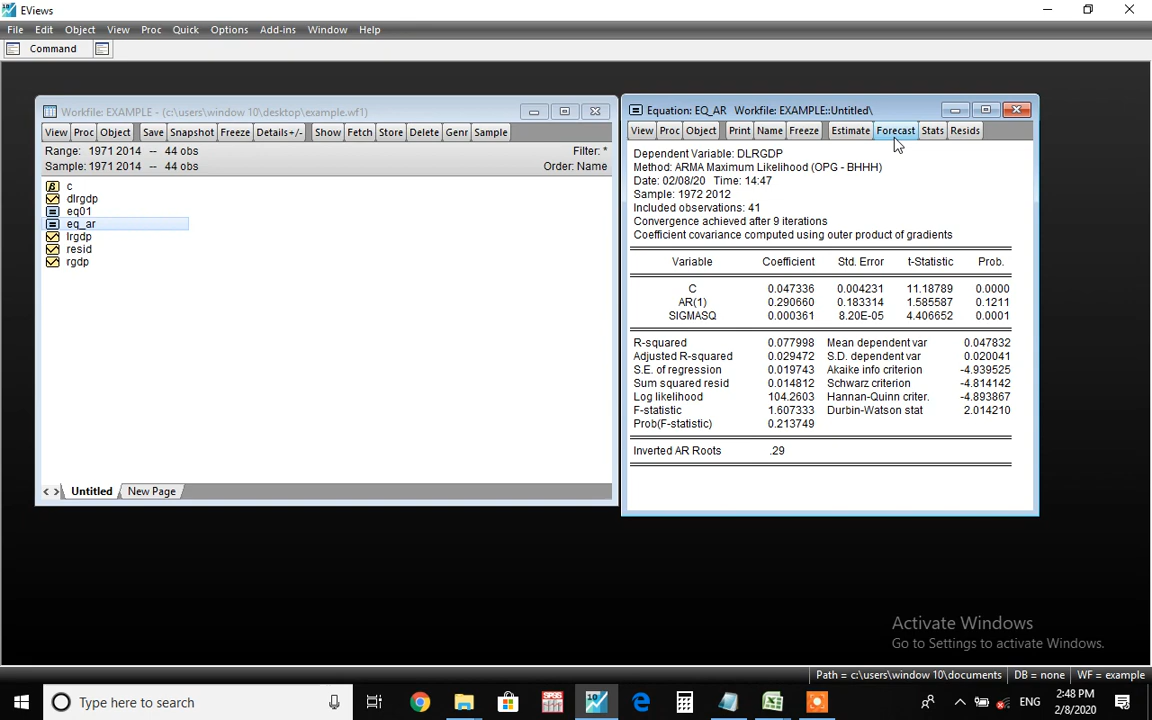 EViews
File Edit Object View Proc Quick Options Add-ins Window Help
Command
Workfile: EXAMPLE - (c:\users\window 10\desktop\example.wf1)
View Proc Object Save Snapshot Freeze Details+/- Show Fetch Store Delete Genr Sample
Range: 1971 2014 -- 44 obs Filter: *
Sample: 1971 2014 -- 44 obs Order: Name
c
dlrgdp
eq01
eq_ar
lrgdp
resid
rgdp
Untitled New Page
Equation: EQ_AR Workfile: EXAMPLE::Untitled\
View Proc Object Print Name Freeze Estimate Forecast Stats Resids
Dependent Variable: DLRGDP
Method: ARMA Maximum Likelihood (OPG - BHHH)
Date: 02/08/20 Time: 14:47
Sample: 1972 2012
Included observations: 41
Convergence achieved after 9 iterations
Coefficient covariance computed using outer product of gradients
Variable Coefficient Std. Error t-Statistic Prob.
C 0.047336 0.004231 11.18789 0.0000
AR(1) 0.290660 0.183314 1.585587 0.1211
SIGMASQ 0.000361 8.20E-05 4.406652 0.0001
R-squared 0.077998 Mean dependent var 0.047832
Adjusted R-squared 0.029472 S.D. dependent var 0.020041
S.E. of regression 0.019743 Akaike info criterion -4.939525
Sum squared resid 0.014812 Schwarz criterion -4.814142
Log likelihood 104.2603 Hannan-Quinn criter. -4.893867
F-statistic 1.607333 Durbin-Watson stat 2.014210
Prob(F-statistic) 0.213749
Inverted AR Roots .29
Activate Windows
Go to Settings to activate Windows.
Path = c:\users\window 10\documents DB = none WF = example
Type here to search
SPSS
10
ENG
2:48 PM
2/8/2020